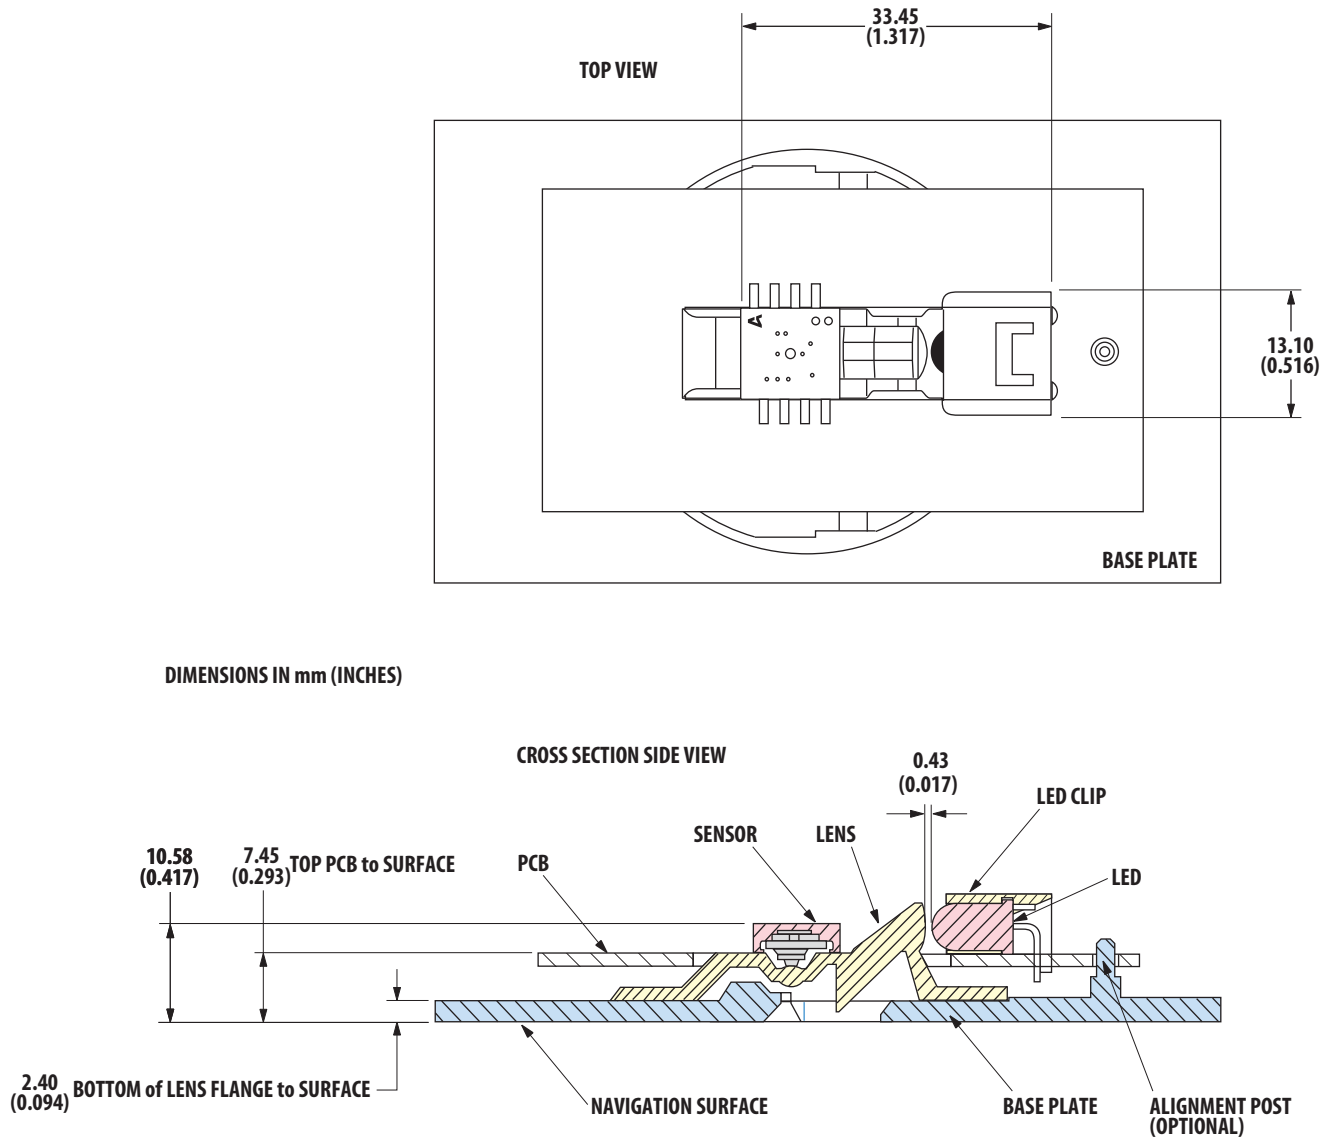 33.45
(1.317)
TOP VIEW
A
13.10
(0.516)
BASE PLATE
DIMENSIONS IN mm (INCHES)
CROSS SECTION SIDE VIEW
0.43
(0.017)
LED CLIP
SENSOR
LENS
10.58
(0.417)
7.45
(0.293)
TOP PCB to SURFACE
PCB
LED
2.40
(0.094)
BOTTOM of LENS FLANGE to SURFACE
NAVIGATION SURFACE
BASE PLATE
ALIGNMENT POST
(OPTIONAL)